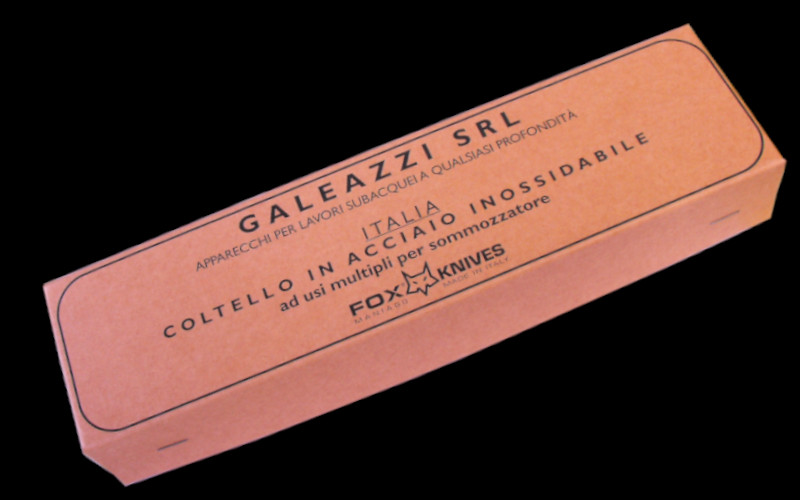 GALEAZZI SRL
APPARECCHI PER LAVORI SUBACQUEI A QUALSIASI PROFONDITÀ
ITALIA
COLTELLO IN ACCIAIO INOSSIDABILE
ad usi multipli per sommozzatore
FOX KNIVES
MANIAGO MADE IN ITALY